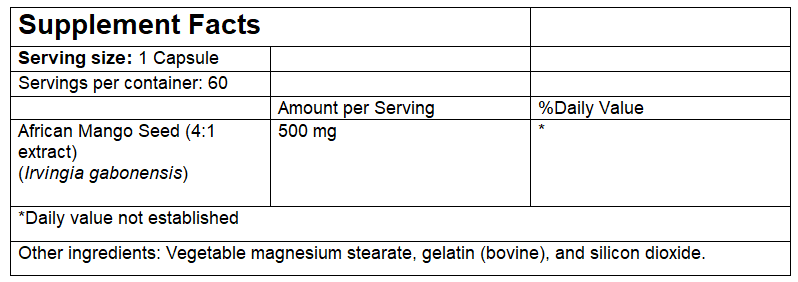 Supplement Facts
Serving size: 1 Capsule
Servings per container: 60
Amount per Serving %Daily Value
African Mango Seed (4:1 500 mg *
extract)
(Irvingia gabonensis)
*Daily value not established
Other ingredients: Vegetable magnesium stearate, gelatin (bovine), and silicon dioxide.